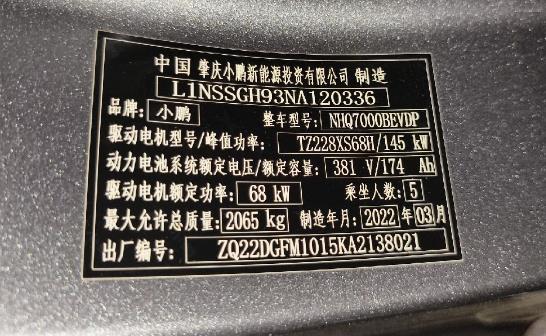 中国 肇庆小鹏新能源投资有限公司 制造
L1NSSGH93NA120336
品牌: 小鹏 整车型号: NHQ7000BEVDP
驱动电机型号/峰值功率: TZ228XS68H/145 kW
动力电池系统额定电压/额定容量: 381 V/174 Ah
驱动电机额定功率: 68 kW 乘坐人数: 5
最大允许总质量: 2065 kg 制造年月: 2022 年 03 月
出厂编号: ZQ22DGFM1015KA2138021